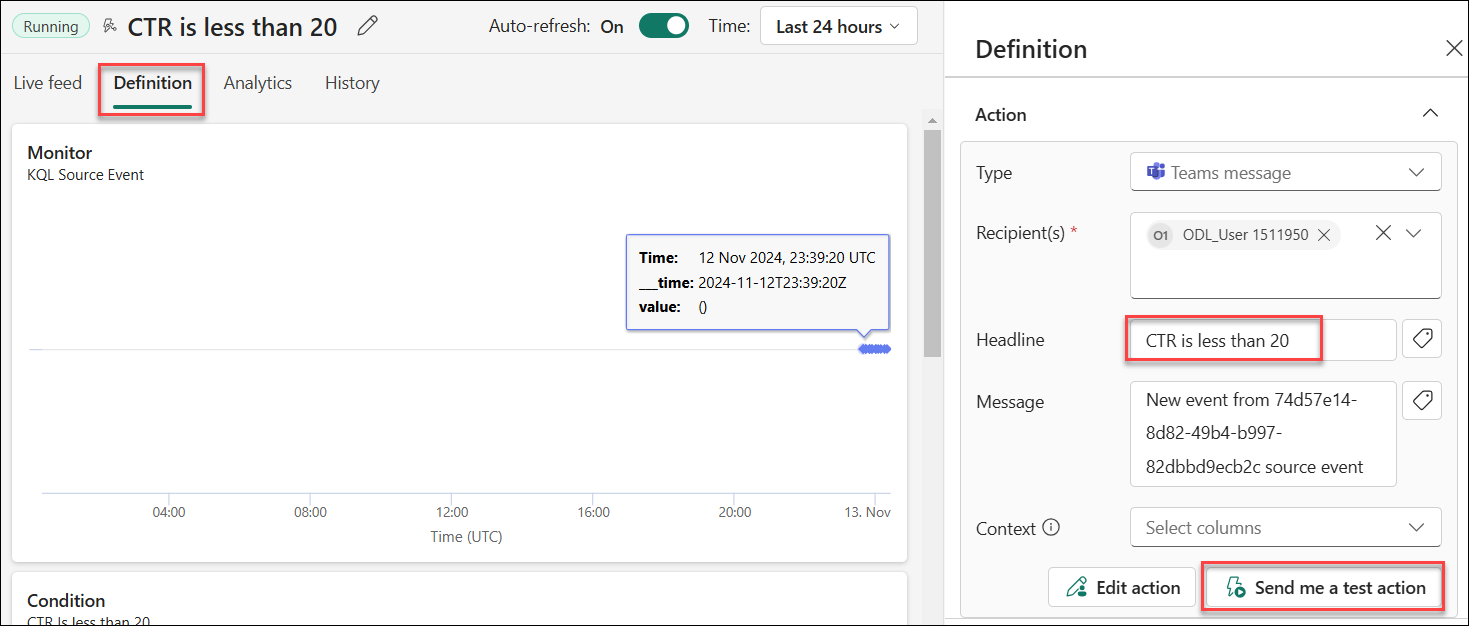 Running
CTR is less than 20
Auto-refresh: On
Time: Last 24 hours
Live feed
Definition
Analytics
History
Monitor
KQL Source Event
Time: 12 Nov 2024, 23:39:20 UTC
___time: 2024-11-12T23:39:20Z
value: ()
04:00
08:00
12:00
16:00
20:00
13. Nov
Time (UTC)
Condition
CTR Is less than 20
Definition
Action
Type
Teams message
Recipient(s) *
O1 ODL_User 1511950
Headline
CTR is less than 20
Message
New event from 74d57e14-
8d82-49b4-b997-
82dbbd9ecb2c source event
Context
Select columns
Edit action
Send me a test action